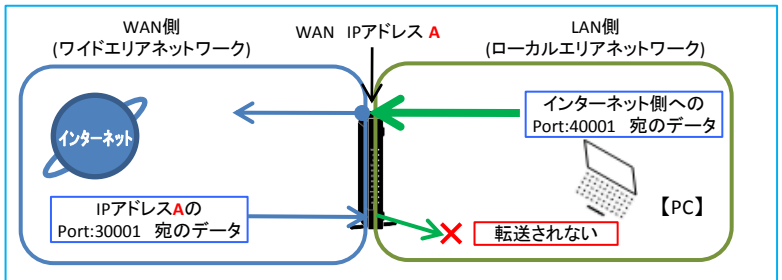 WAN側
(ワイドエリアネットワーク)
WAN IPアドレス A
LAN側
(ローカルエリアネットワーク)
インターネット
インターネット側への
Port:40001 宛のデータ
【PC】
IPアドレスAの
Port:30001 宛のデータ
転送されない